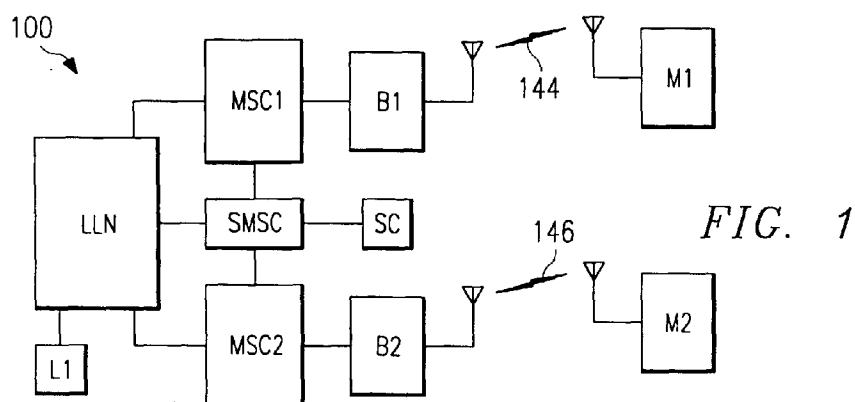 100
MSC1
B1
144
M1
LLN
SMSC
SC
FIG. 1
146
MSC2
B2
M2
L1